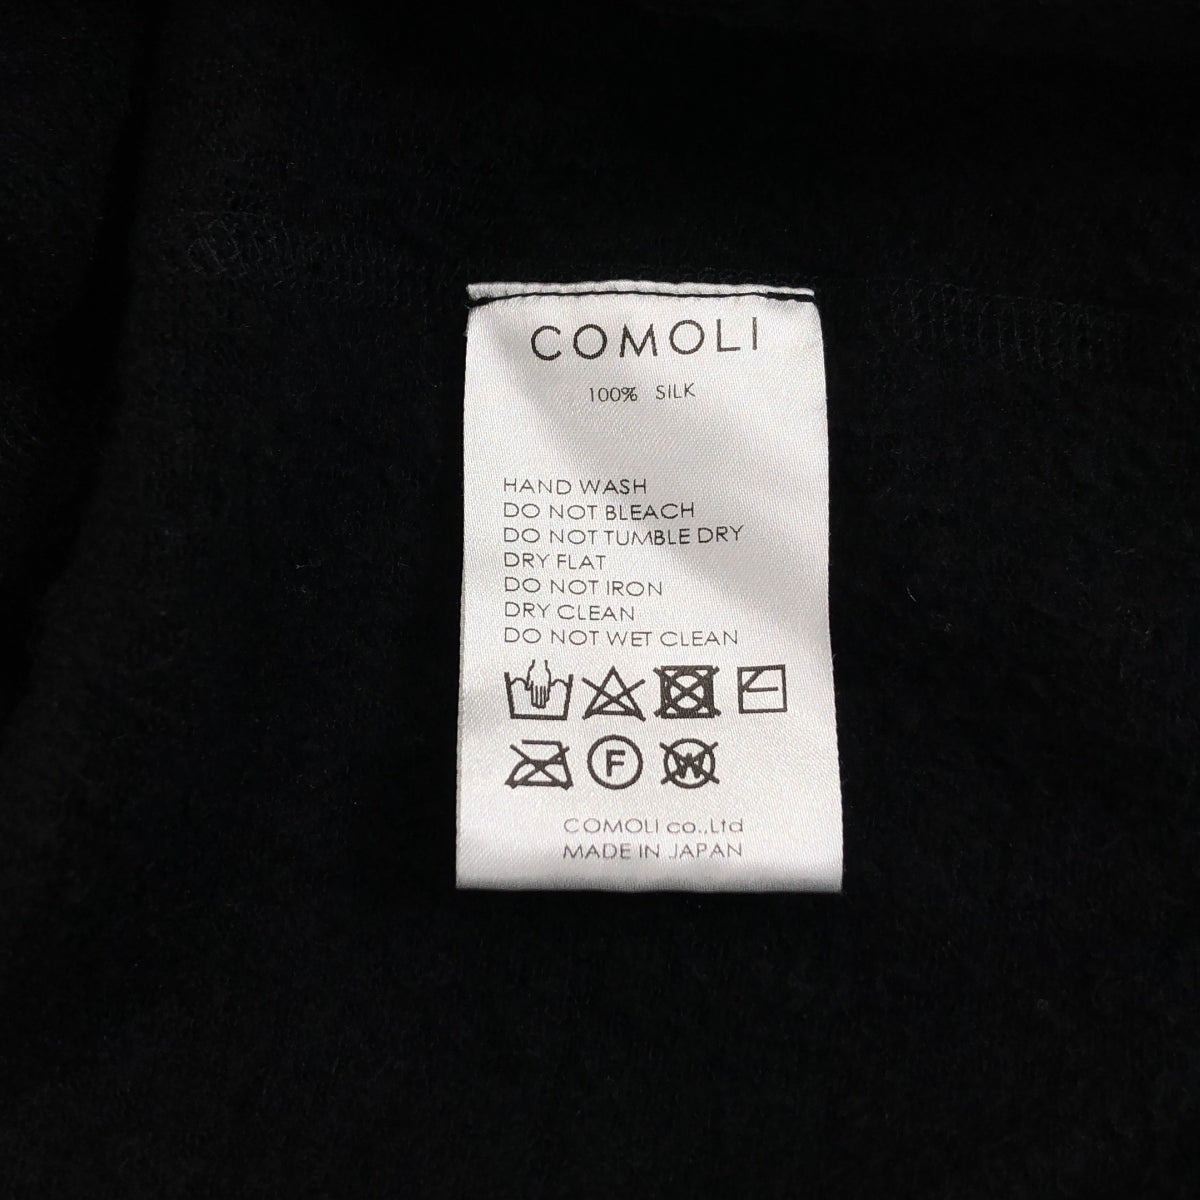 COMOLI
100% SILK
HAND WASH
DO NOT BLEACH
DO NOT TUMBLE DRY
DRY FLAT
DO NOT IRON
DRY CLEAN
DO NOT WET CLEAN
F W
COMOLI co.,Ltd
MADE IN JAPAN